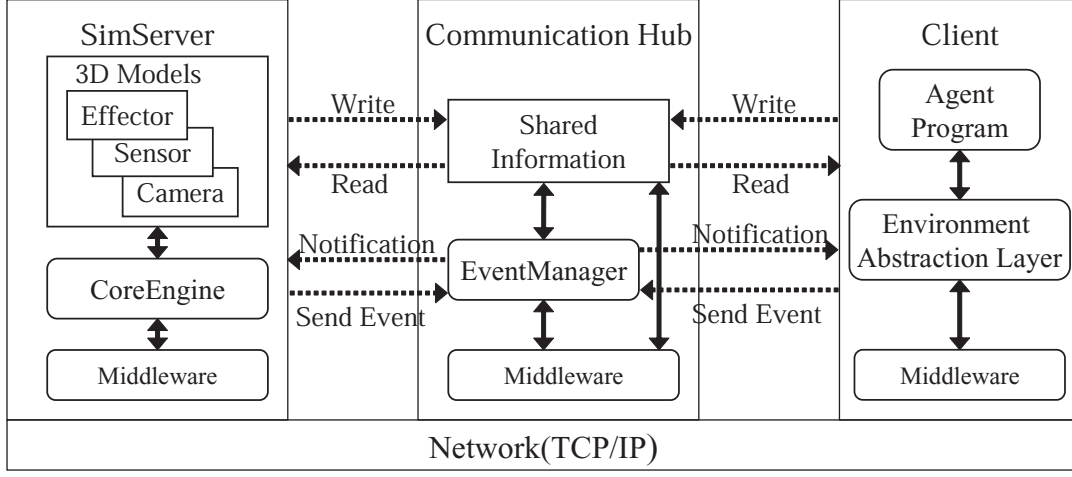 SimServer
3D Models
Effector
Sensor
Camera
CoreEngine
Middleware
Write
Read
Notification
Send Event
Communication Hub
Shared
Information
EventManager
Middleware
Write
Read
Notification
Send Event
Client
Agent
Program
Environment
Abstraction Layer
Middleware
Network(TCP/IP)